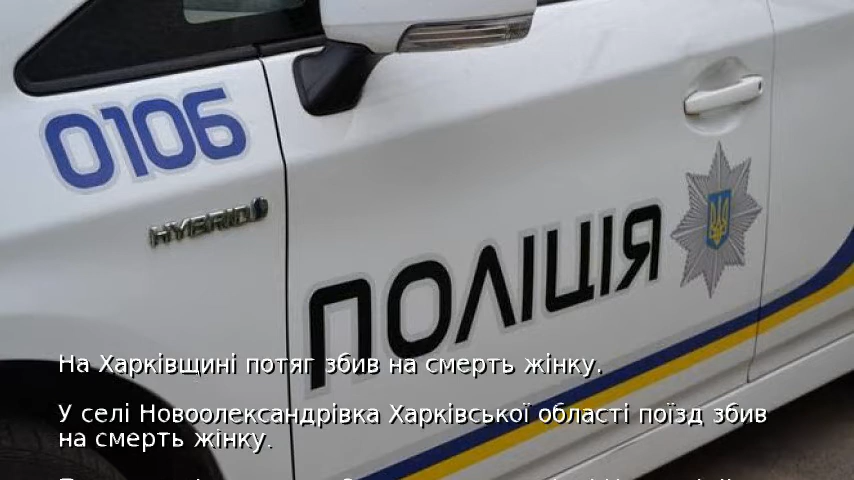 0106
HYBRID
ПОЛІЦІЯ
На Харківщині потяг збив на смерть жінку.
У селі Новоолександрівка Харківської області поїзд збив
на смерть жінку.